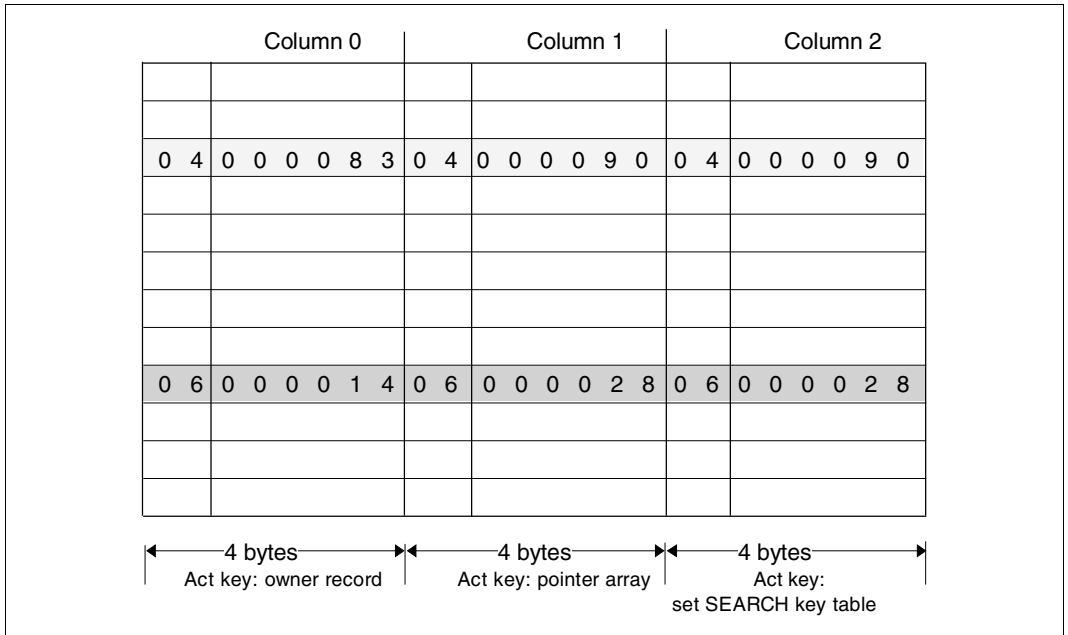 Column 0 Column 1 Column 2
0 4 0 0 0 0 8 3 0 4 0 0 0 0 9 0 0 4 0 0 0 0 9 0
0 6 0 0 0 0 1 4 0 6 0 0 0 0 2 8 0 6 0 0 0 0 2 8
4 bytes 4 bytes 4 bytes
Act key: owner record Act key: pointer array Act key:
set SEARCH key table